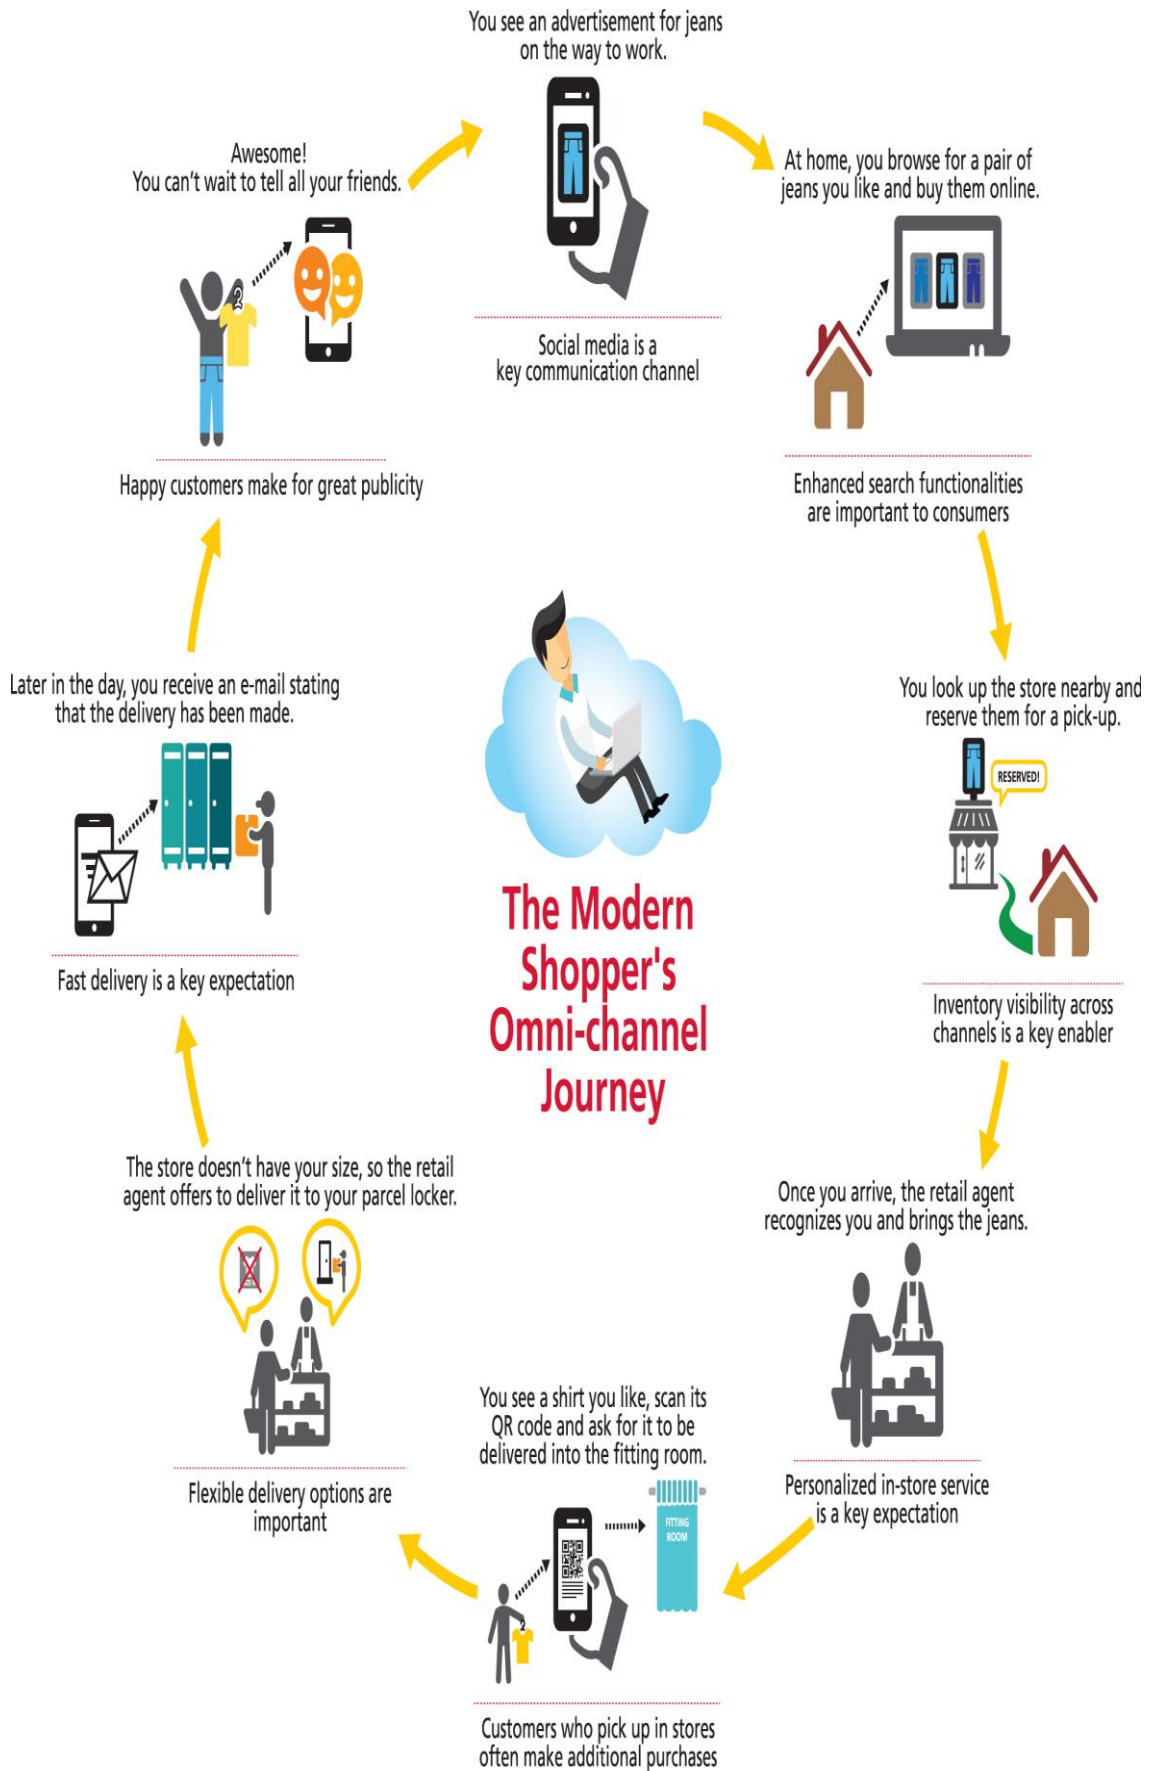 You see an advertisement for jeans
on the way to work.
Social media is a
key communication channel
At home, you browse for a pair of
jeans you like and buy them online.
Enhanced search functionalities
are important to consumers
You look up the store nearby and
reserve them for a pick-up.
RESERVED!
Inventory visibility across
channels is a key enabler
Once you arrive, the retail agent
recognizes you and brings the jeans.
Personalized in-store service
is a key expectation
You see a shirt you like, scan its
QR code and ask for it to be
delivered into the fitting room.
FITTING
ROOM
Customers who pick up in stores
often make additional purchases
The store doesn't have your size, so the retail
agent offers to deliver it to your parcel locker.
Flexible delivery options are
important
Later in the day, you receive an e-mail stating
that the delivery has been made.
Fast delivery is a key expectation
Awesome!
You can't wait to tell all your friends.
Happy customers make for great publicity
The Modern
Shopper's
Omni-channel
Journey